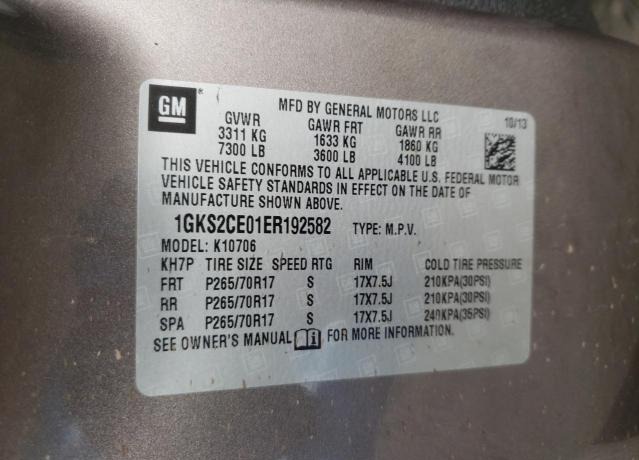 GM
MFD BY GENERAL MOTORS LLC
10/13
GVWR GAWR FRT GAWR RR
3311 KG 1633 KG 1860 KG
7300 LB 3600 LB 4100 LB
THIS VEHICLE CONFORMS TO ALL APPLICABLE U.S. FEDERAL MOTOR
VEHICLE SAFETY STANDARDS IN EFFECT ON THE DATE OF
MANUFACTURE SHOWN ABOVE.
1GKS2CE01ER192582 TYPE: M.P.V.
MODEL: K10706
KH7P TIRE SIZE SPEED RTG RIM COLD TIRE PRESSURE
FRT P265/70R17 S 17X7.5J 210KPA(30PSI)
RR P265/70R17 S 17X7.5J 210KPA(30PSI)
SPA P265/70R17 S 17X7.5J 240KPA(35PSI)
SEE OWNER'S MANUAL FOR MORE INFORMATION.